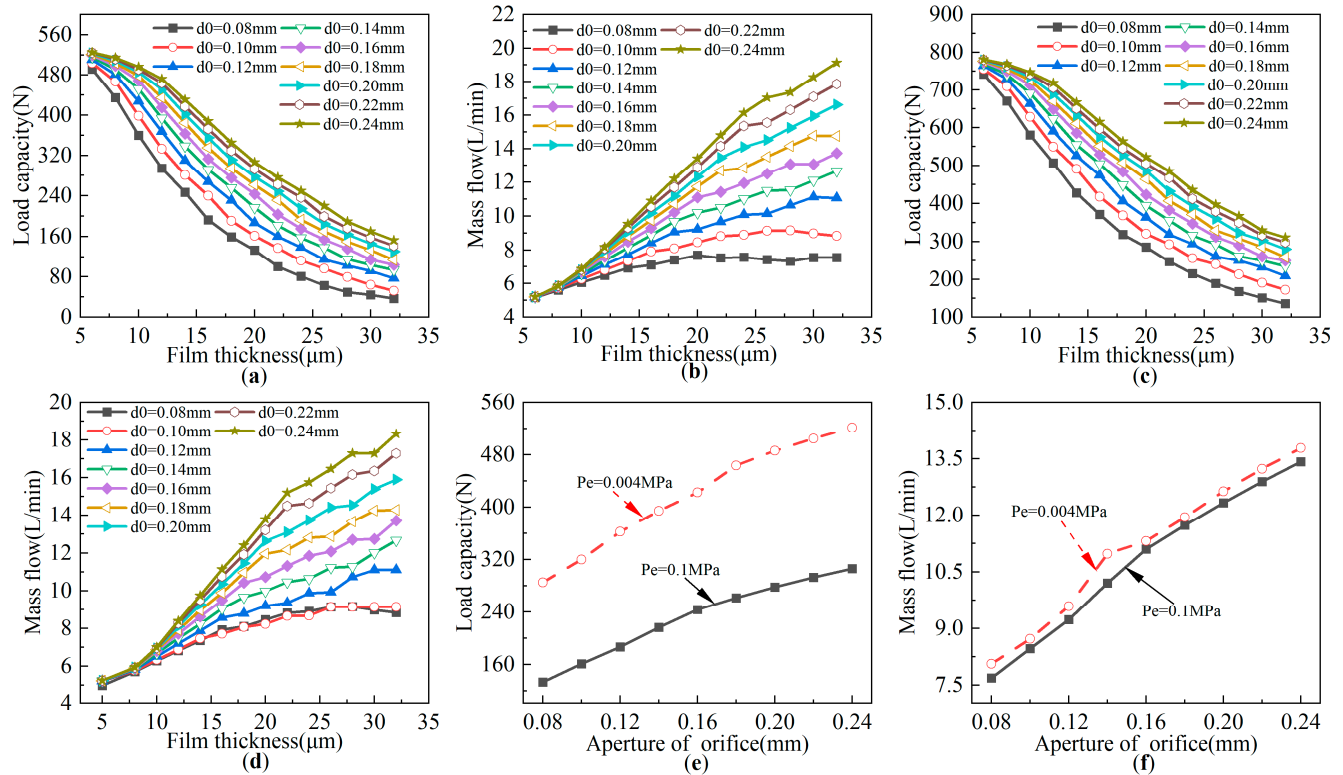 560
480
400
320
240
160
80
0
5 10 15 20 25 30 35
Load capacity(N)
Film thickness(μm)
d0=0.08mm
d0=0.10mm
d0=0.12mm
d0=0.14mm
d0=0.16mm
d0=0.18mm
d0=0.20mm
d0=0.22mm
d0=0.24mm
(a)
22
20
18
16
14
12
10
8
6
4
5 10 15 20 25 30 35
Mass flow(L/min)
Film thickness(μm)
d0=0.08mm
d0=0.10mm
d0=0.12mm
d0=0.14mm
d0=0.16mm
d0=0.18mm
d0=0.20mm
d0=0.22mm
d0=0.24mm
(b)
900
800
700
600
500
400
300
200
100
5 10 15 20 25 30 35
Load capacity(N)
Film thickness(μm)
d0=0.08mm
d0=0.10mm
d0=0.12mm
d0=0.14mm
d0=0.16mm
d0=0.18mm
d0=0.20mm
d0=0.22mm
d0=0.24mm
(c)
20
18
16
14
12
10
8
6
4
5 10 15 20 25 30 35
Mass flow(L/min)
Film thickness(μm)
d0=0.08mm
d0=0.10mm
d0=0.12mm
d0=0.14mm
d0=0.16mm
d0=0.18mm
d0=0.20mm
d0=0.22mm
d0=0.24mm
(d)
560
480
400
320
240
160
0.08 0.12 0.16 0.20 0.24
Load capacity(N)
Aperture of orifice(mm)
Pe=0.004MPa
Pe=0.1MPa
(e)
15.0
13.5
12.0
10.5
9.0
7.5
0.08 0.12 0.16 0.20 0.24
Mass flow(L/min)
Aperture of orifice(mm)
Pe=0.004MPa
Pe=0.1MPa
(f)